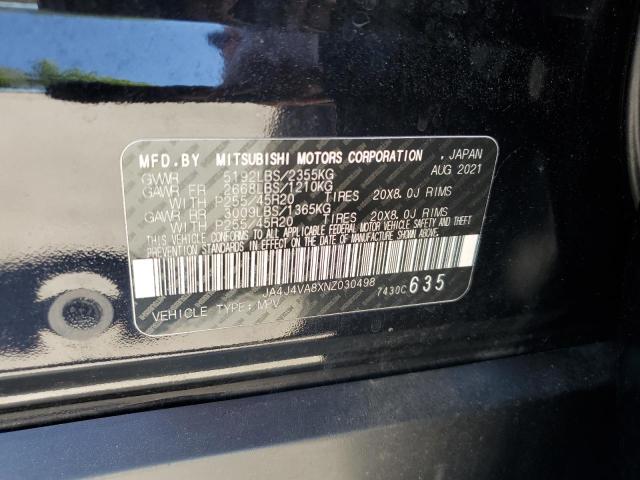 MFD.BY MITSUBISHI MOTORS CORPORATION , JAPAN
GVWR 5192LBS/2355KG AUG 2021
GAWR FR 2668LBS/1210KG
WITH P255/45R20 TIRES 20X8.0J RIMS
GAWR RR 3009LBS/1365KG
WITH P255/45R20 TIRES 20X8.0J RIMS
THIS VEHICLE CONFORMS TO ALL APPLICABLE FEDERAL MOTOR VEHICLE SAFETY AND THEFT
PREVENTION STANDARDS IN EFFECT ON THE DATE OF MANUFACTURE SHOWN ABOVE.
JA4J4VA8XNZ030498 7430C 635
VEHICLE TYPE: MPV